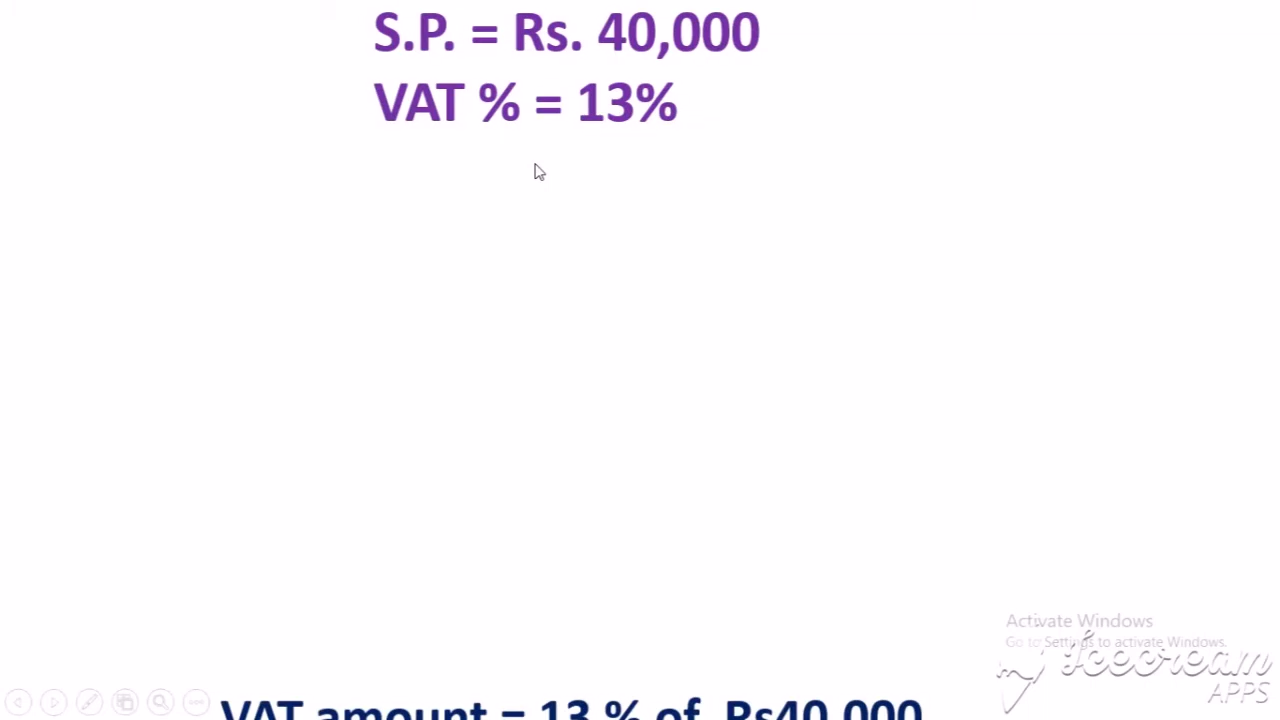 S.P. = Rs. 40,000
VAT % = 13%
Activate Windows
Go to Settings to activate Windows.
Icecream
APPS
VAT amount = 13 % of Rs40,000